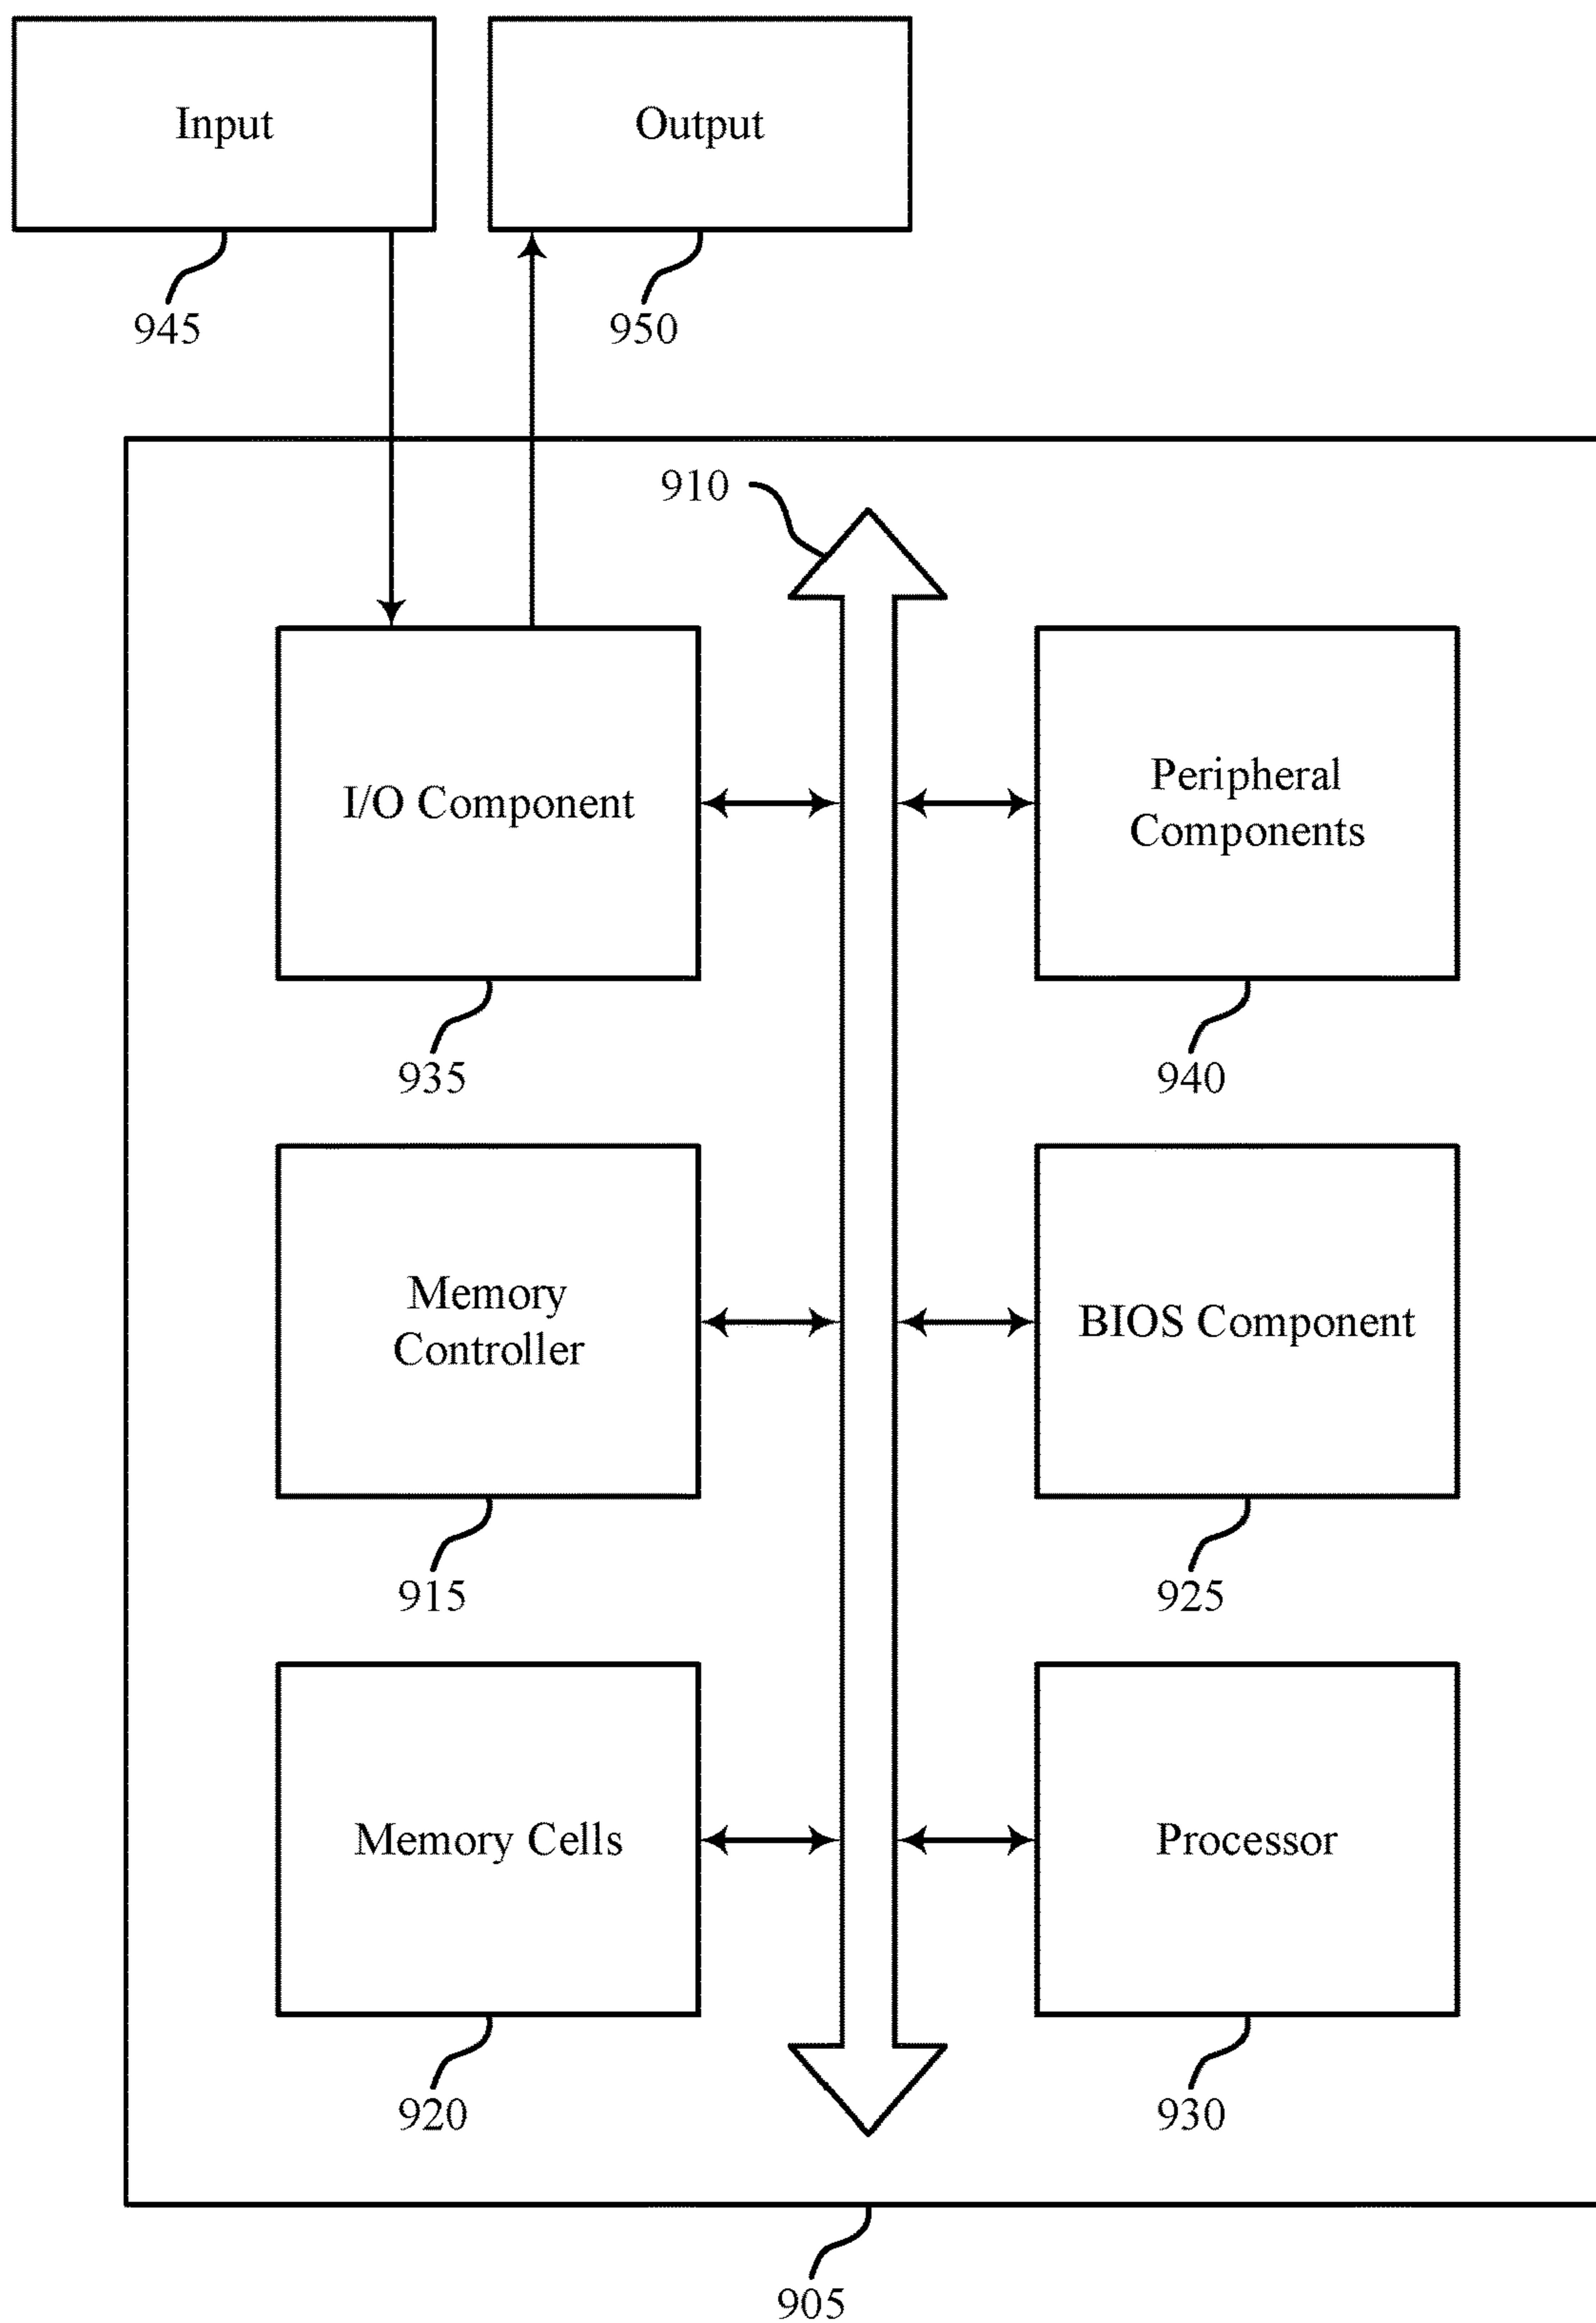 Input
Output
945
950
910
I/O Component
Peripheral
Components
935
940
Memory
Controller
BIOS Component
915
925
Memory Cells
Processor
920
930
905